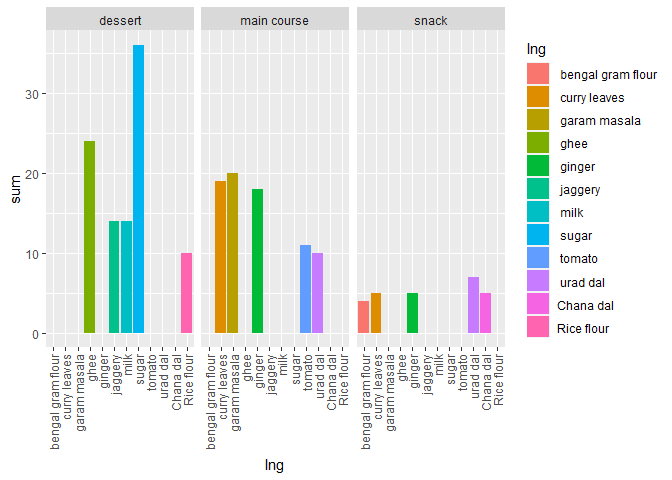 dessert
main course
snack
sum
30
20
10
0
bengal gram flour
curry leaves
garam masala
ghee
ginger
jaggery
milk
sugar
tomato
urad dal
Chana dal
Rice flour
bengal gram flour
curry leaves
garam masala
ghee
ginger
jaggery
milk
sugar
tomato
urad dal
Chana dal
Rice flour
bengal gram flour
curry leaves
garam masala
ghee
ginger
jaggery
milk
sugar
tomato
urad dal
Chana dal
Rice flour
Ing
Ing
bengal gram flour
curry leaves
garam masala
ghee
ginger
jaggery
milk
sugar
tomato
urad dal
Chana dal
Rice flour